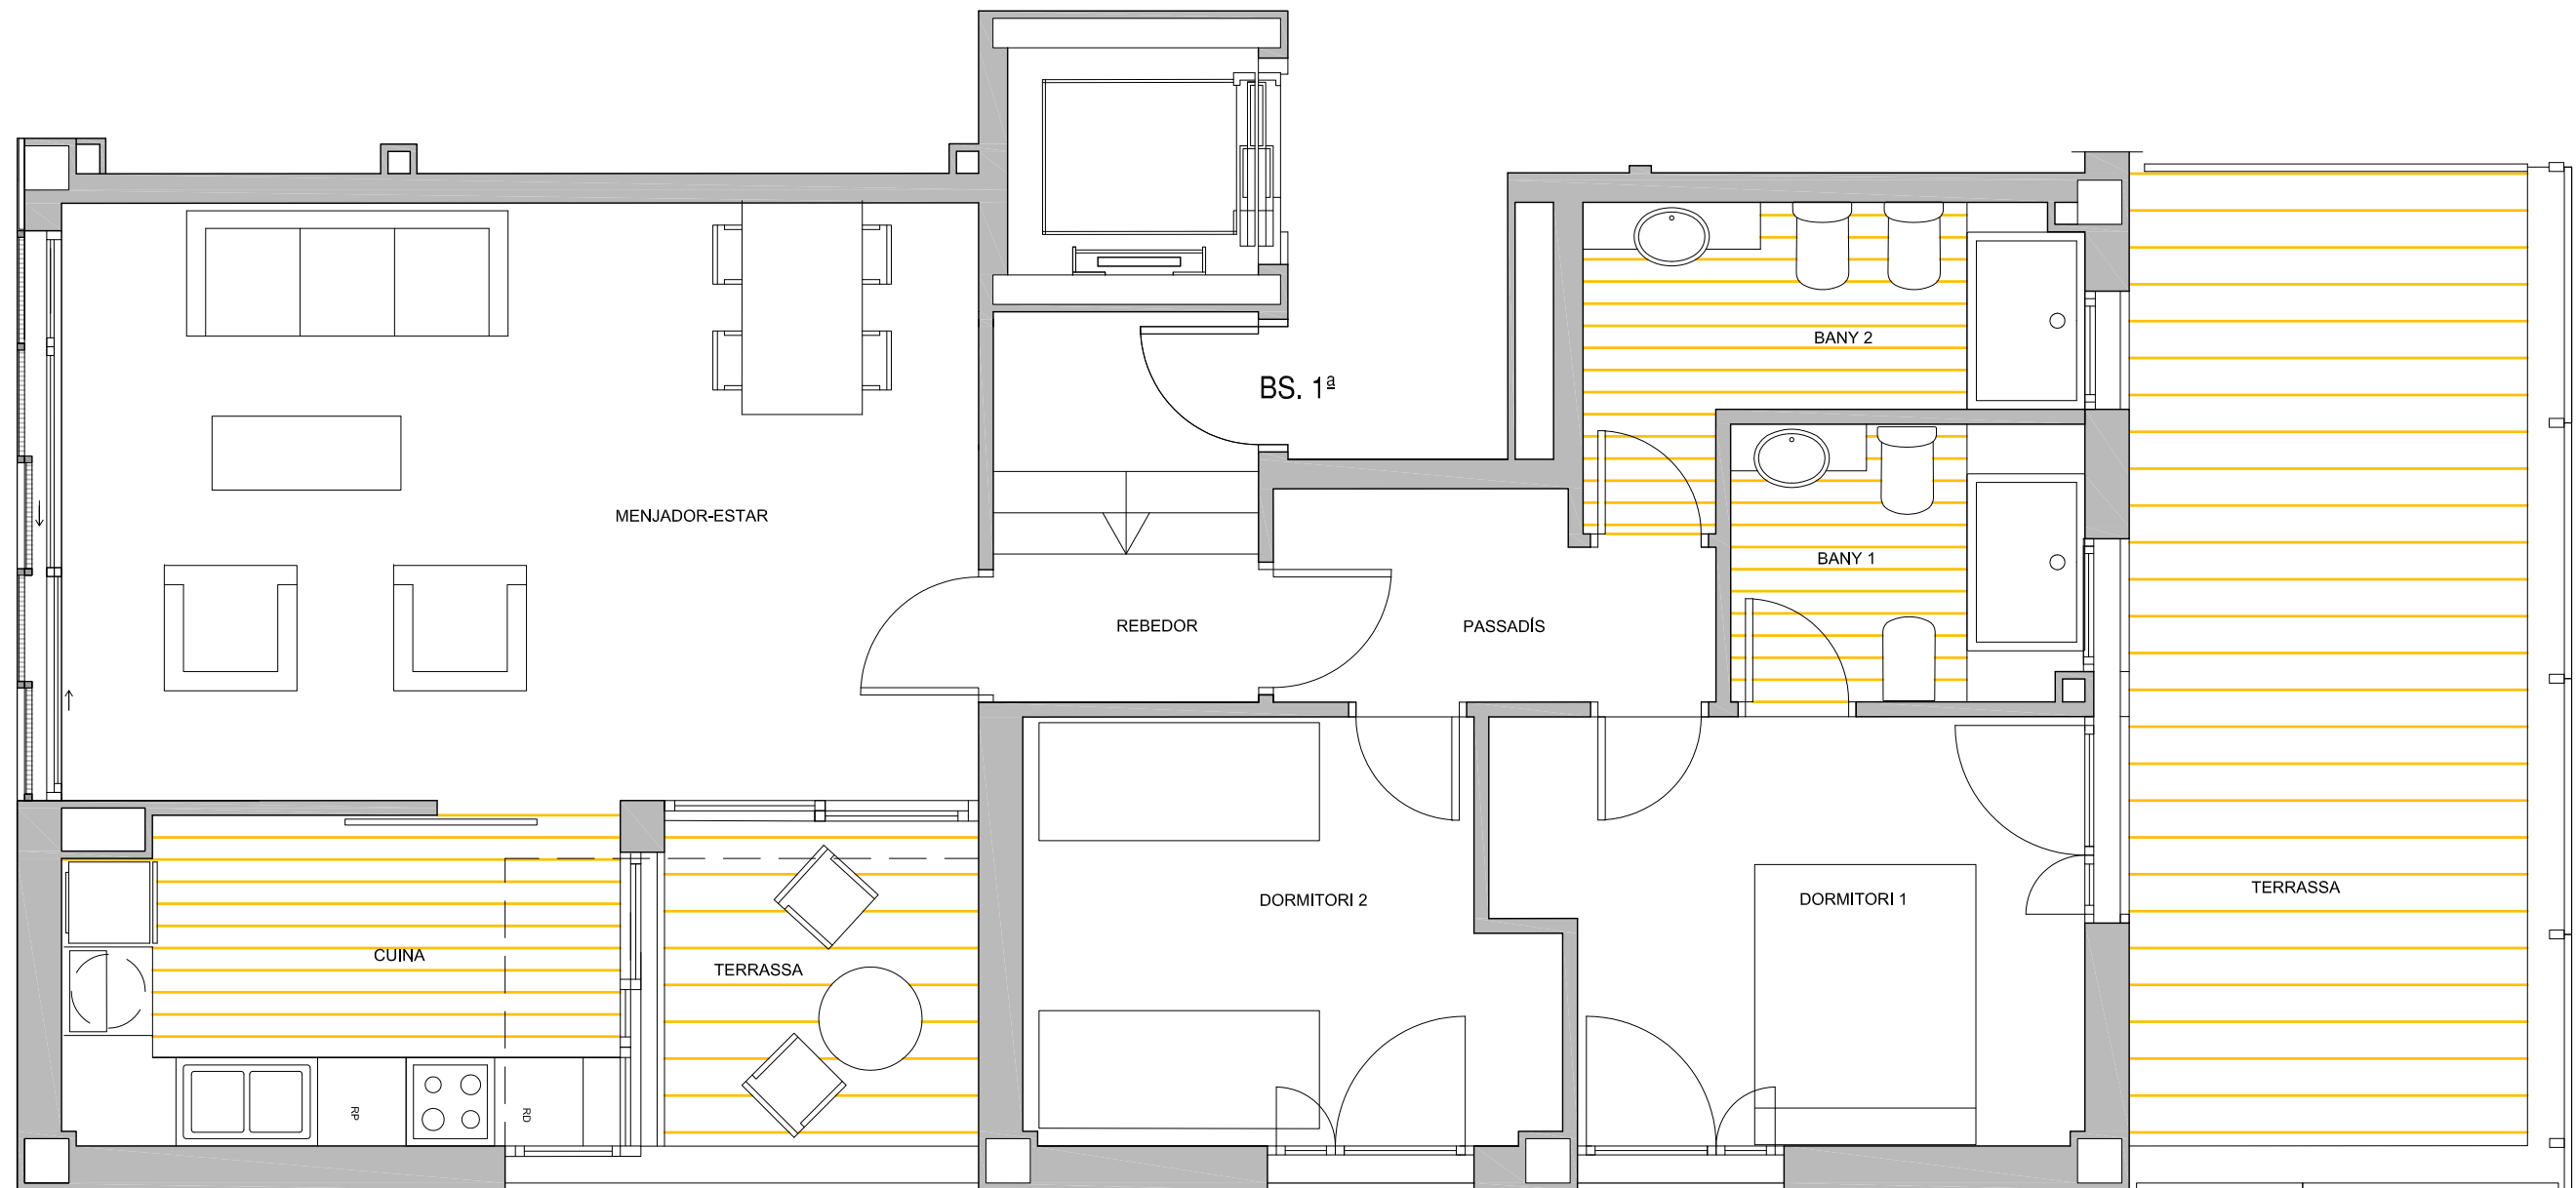 BANY 2
BS. 1ª
MENJADOR-ESTAR
BANY 1
REBEDOR
PASSADÍS
TERRASSA
DORMITORI 2
DORMITORI 1
CUINA
TERRASSA
RP
RD